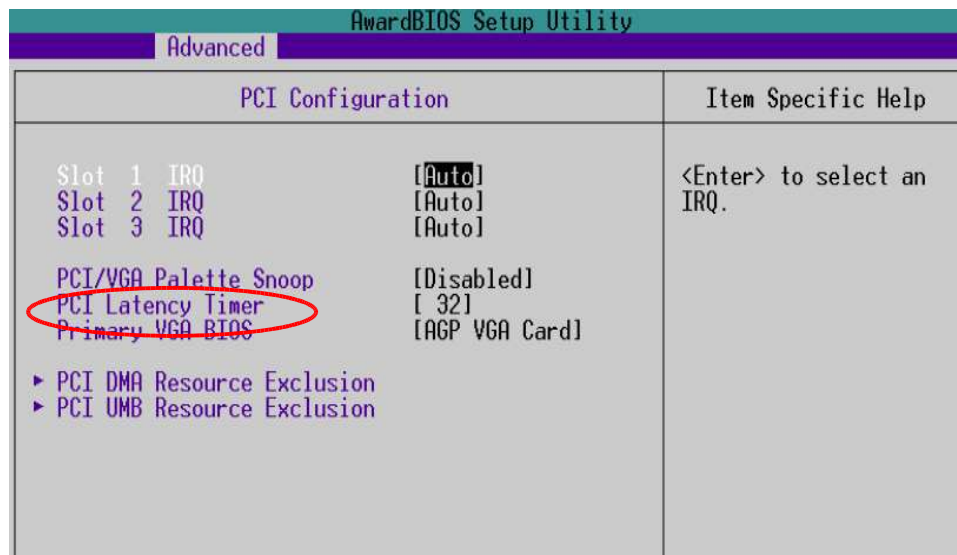 AwardBIOS Setup Utility
Advanced
PCI Configuration
Item Specific Help
Slot 1 IRQ [Auto]
Slot 2 IRQ [Auto]
Slot 3 IRQ [Auto]
PCI/VGA Palette Snoop [Disabled]
PCI Latency Timer [ 32]
Primary VGA BIOS [AGP VGA Card]
▸ PCI DMA Resource Exclusion
▸ PCI UMB Resource Exclusion
<Enter> to select an
IRQ.